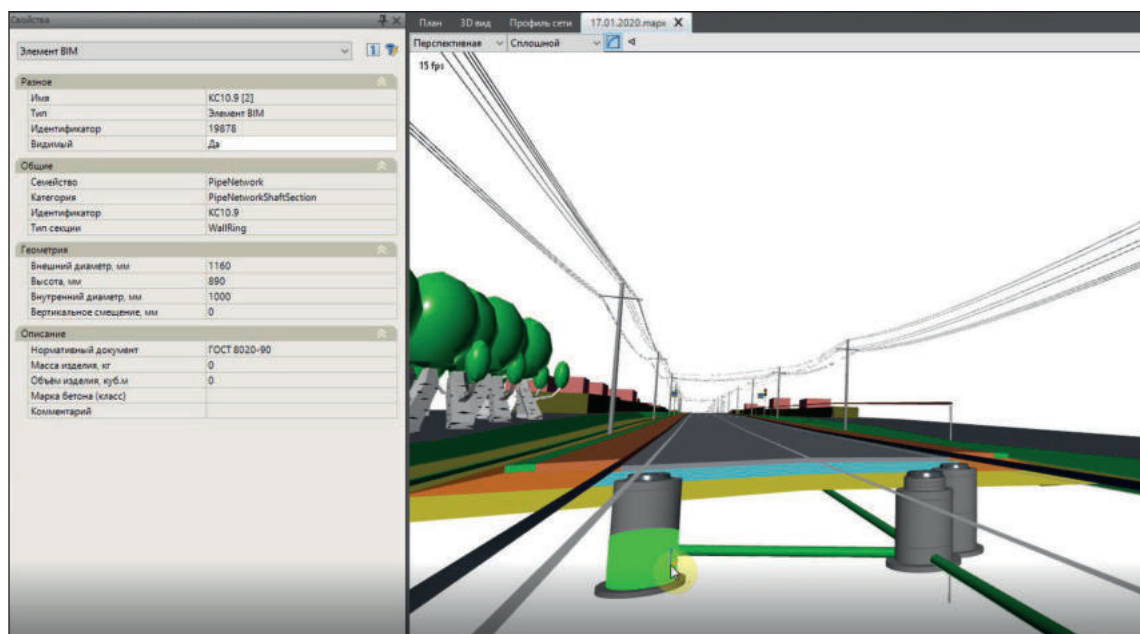 Свойства
План 3D вид Профиль сети 17.01.2020.mapx X
Элемент BIM
Перспективная Сплошной
15 fps
Разное
Имя КС10.9 [2]
Тип Элемент BIM
Идентификатор 19878
Видимый Да
Общие
Семейство PipeNetwork
Категория PipeNetworkShaftSection
Идентификатор КС10.9
Тип секции WallRing
Геометрия
Внешний диаметр, мм 1160
Высота, мм 890
Внутренний диаметр, мм 1000
Вертикальное смещение, мм 0
Описание
Нормативный документ ГОСТ 8020-90
Масса изделия, кг 0
Объём изделия, куб.м 0
Марка бетона (класс)
Комментарий